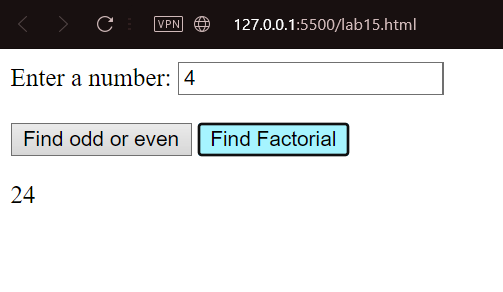 VPN 127.0.0.1:5500/lab15.html
Enter a number: 4
Find odd or even Find Factorial
24